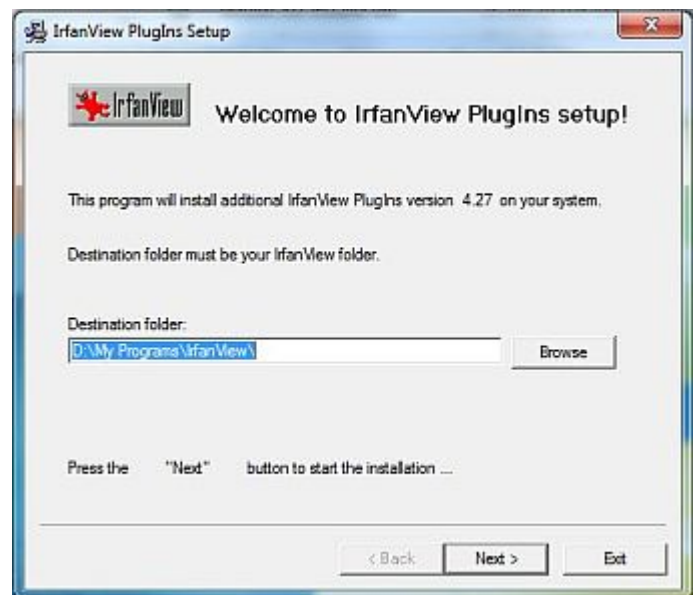 IrfanView PlugIns Setup
IrfanView
Welcome to IrfanView PlugIns setup!
This program will install additional IrfanView PlugIns version 4.27 on your system.
Destination folder must be your IrfanView folder.
Destination folder:
D:\My Programs\IrfanView\
Browse
Press the "Next" button to start the installation ...
< Back
Next >
Exit